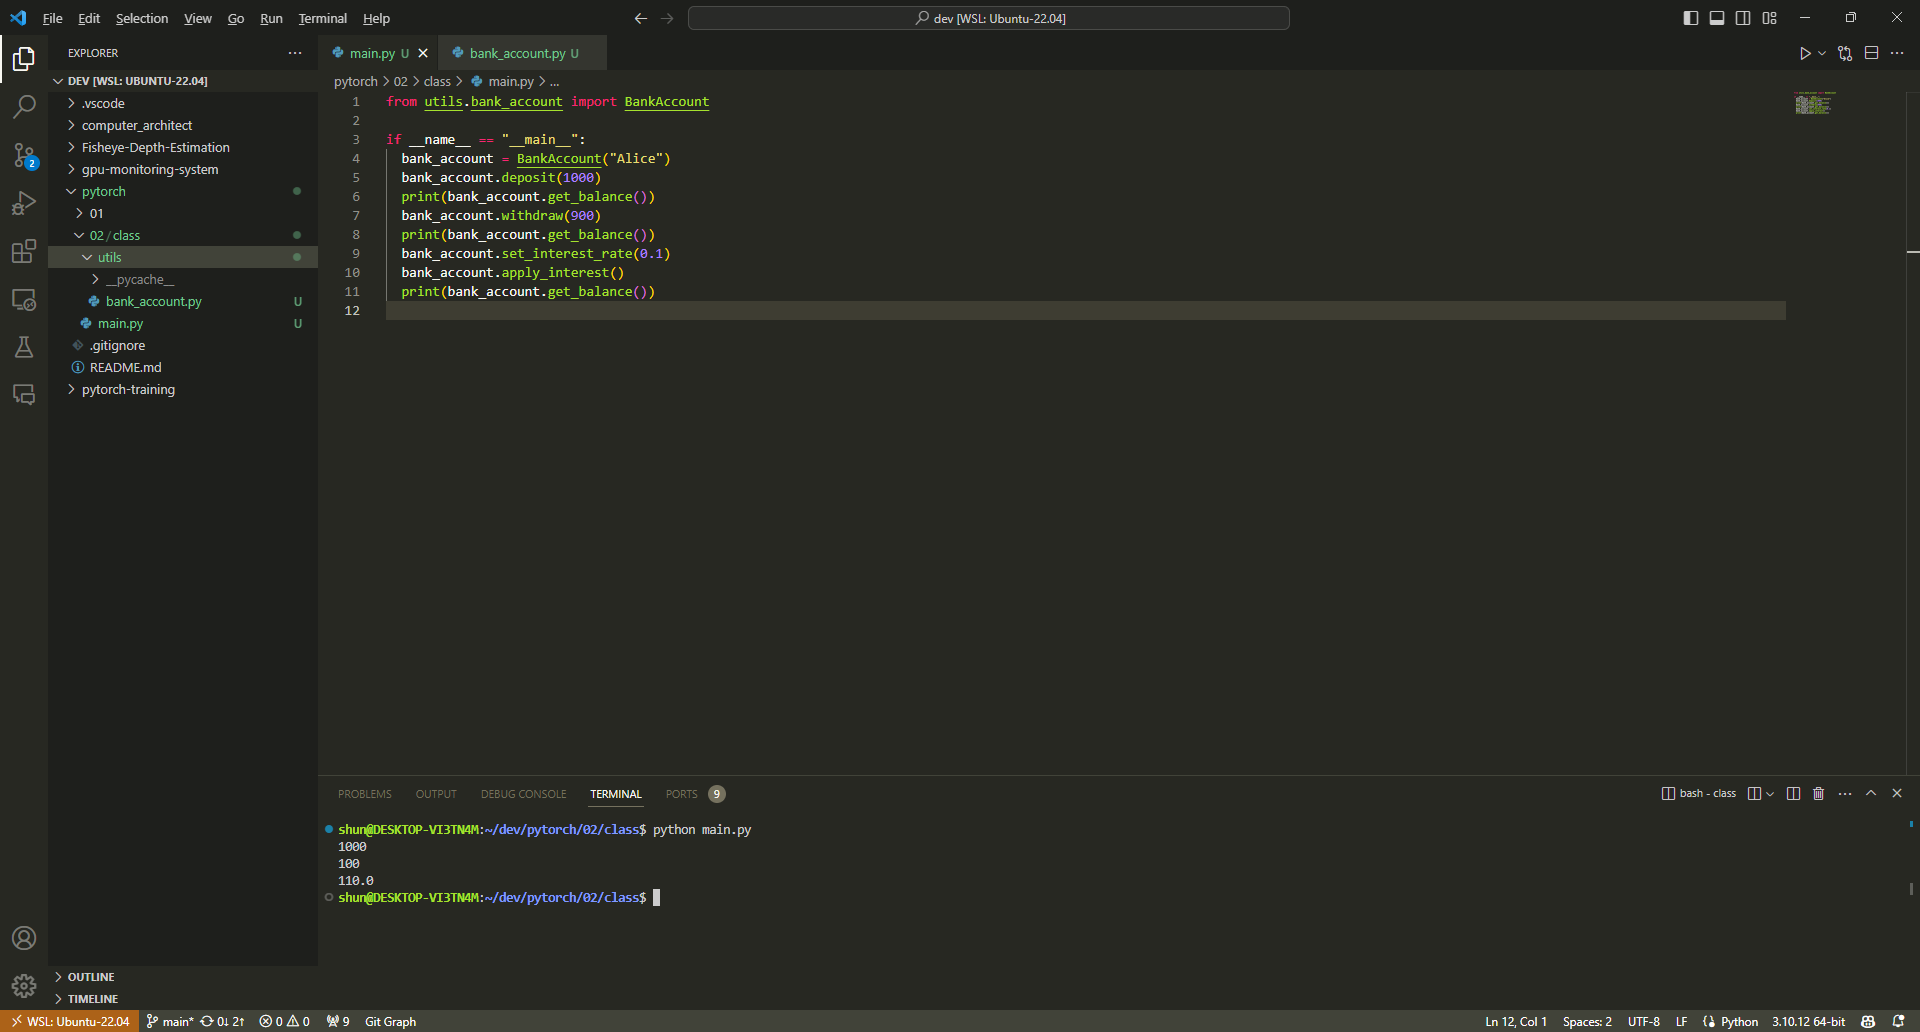 File Edit Selection View Go Run Terminal Help
dev [WSL: Ubuntu-22.04]
EXPLORER
DEV [WSL: UBUNTU-22.04]
.vscode
computer_architect
Fisheye-Depth-Estimation
gpu-monitoring-system
pytorch
01
02 / class
utils
__pycache__
bank_account.py U
main.py U
.gitignore
README.md
pytorch-training
OUTLINE
TIMELINE
main.py U
bank_account.py U
pytorch > 02 > class > main.py > ...
1 from utils.bank_account import BankAccount
2
3 if __name__ == "__main__":
4 bank_account = BankAccount("Alice")
5 bank_account.deposit(1000)
6 print(bank_account.get_balance())
7 bank_account.withdraw(900)
8 print(bank_account.get_balance())
9 bank_account.set_interest_rate(0.1)
10 bank_account.apply_interest()
11 print(bank_account.get_balance())
12
PROBLEMS OUTPUT DEBUG CONSOLE TERMINAL PORTS 9
bash - class
shun@DESKTOP-VI3TN4M:~/dev/pytorch/02/class$ python main.py
1000
100
110.0
shun@DESKTOP-VI3TN4M:~/dev/pytorch/02/class$
2
WSL: Ubuntu-22.04 main* 0↓ 2↑ 0 0 9 Git Graph
Ln 12, Col 1 Spaces: 2 UTF-8 LF Python 3.10.12 64-bit